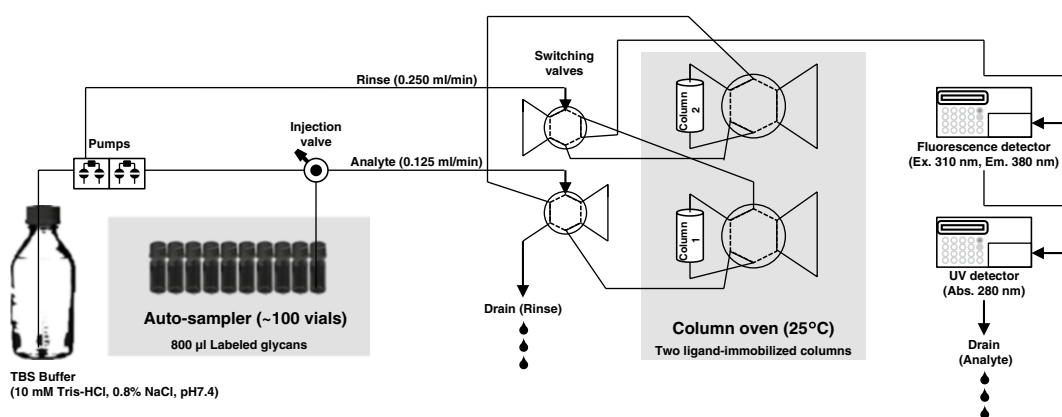 Switching
valves
Rinse (0.250 ml/min)
Column
2
Injection
valve
Pumps
Analyte (0.125 ml/min)
Fluorescence detector
(Ex. 310 nm, Em. 380 nm)
Column
1
Auto-sampler (~100 vials)
800 µl Labeled glycans
Drain (Rinse)
Column oven (25°C)
Two ligand-immobilized columns
UV detector
(Abs. 280 nm)
Drain
(Analyte)
TBS Buffer
(10 mM Tris-HCl, 0.8% NaCl, pH7.4)